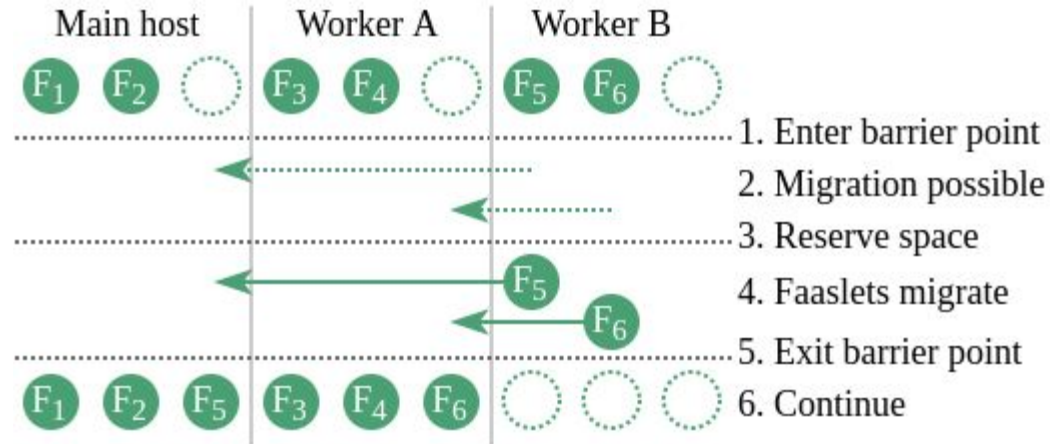 Main host Worker A Worker B
F1 F2 F3 F4 F5 F6
1. Enter barrier point
2. Migration possible
3. Reserve space
F5
4. Faaslets migrate
F6
5. Exit barrier point
F1 F2 F5 F3 F4 F6
6. Continue